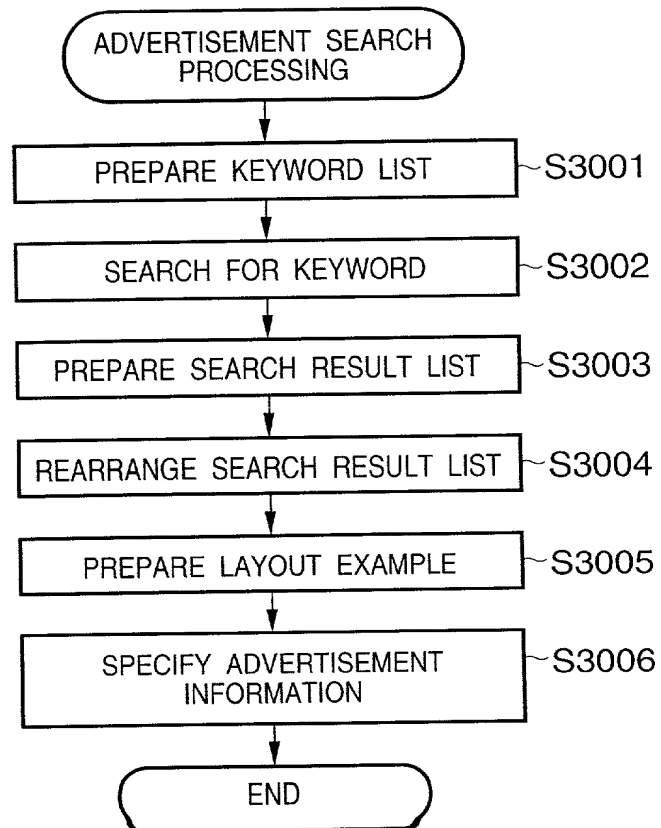 ADVERTISEMENT SEARCH
PROCESSING
PREPARE KEYWORD LIST
S3001
SEARCH FOR KEYWORD
S3002
PREPARE SEARCH RESULT LIST
S3003
REARRANGE SEARCH RESULT LIST
S3004
PREPARE LAYOUT EXAMPLE
S3005
SPECIFY ADVERTISEMENT
INFORMATION
S3006
END